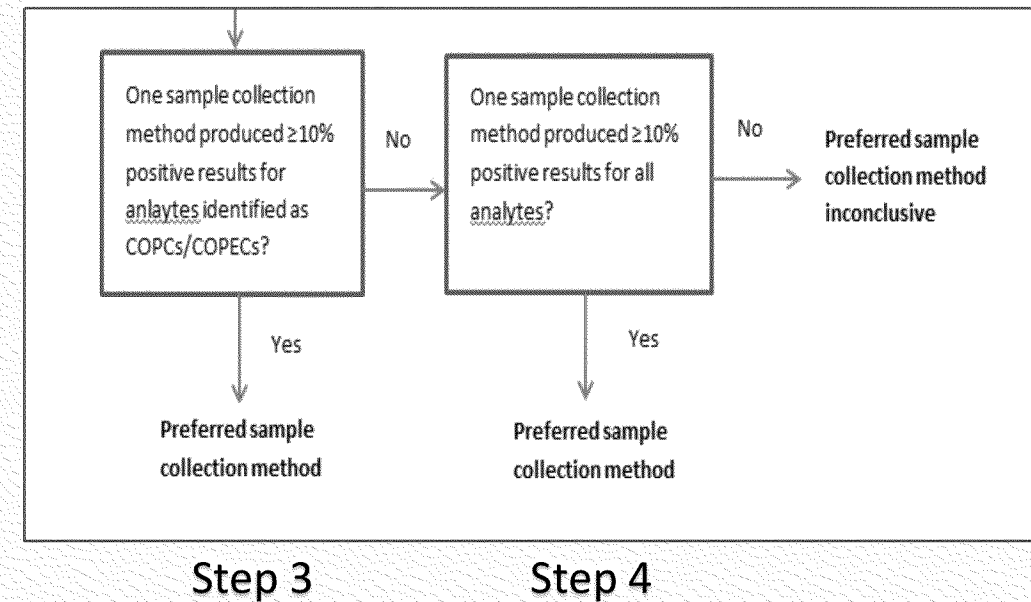 One sample collection
method produced ≥10%
positive results for
anlaytes identified as
COPCs/COPECs?
No
One sample collection
method produced ≥10%
positive results for all
analytes?
No
Preferred sample
collection method
inconclusive
Yes
Yes
Preferred sample
collection method
Preferred sample
collection method
Step 3
Step 4